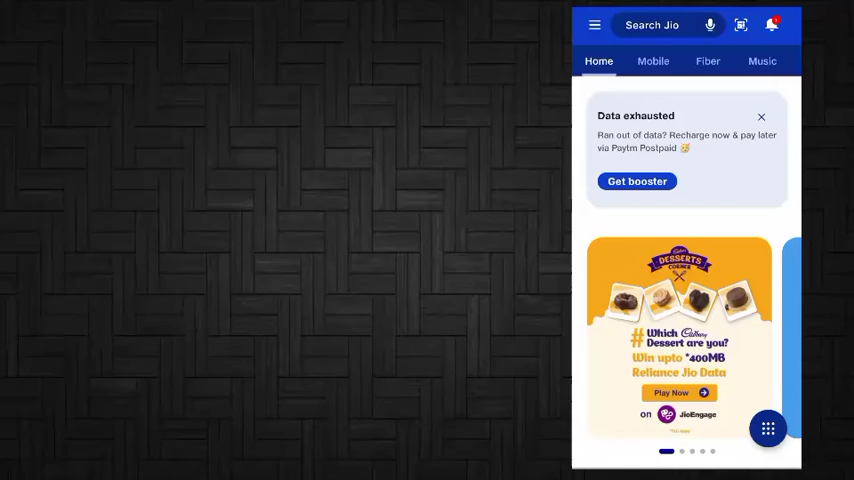 Search Jio
Home Mobile Fiber Music
Data exhausted
Ran out of data? Recharge now & pay later
via Paytm Postpaid 🥳
Get booster
Cadbury
DESSERTS
CORNER
#Which Cadbury
Dessert are you?
Win upto *400MB
Reliance Jio Data
Play Now
on JioEngage